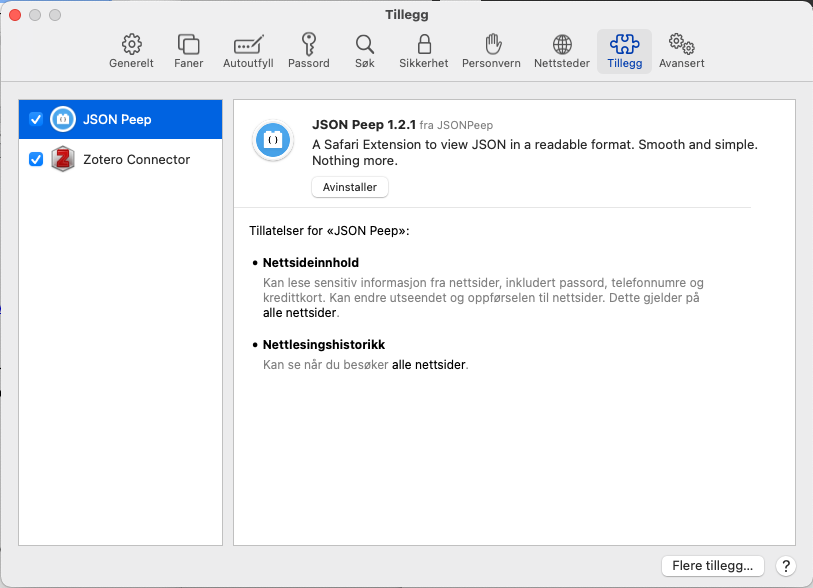 Tillegg
Generelt
Faner
Autoutfyll
Passord
Søk
Sikkerhet
Personvern
Nettsteder
Tillegg
Avansert
JSON Peep
Zotero Connector
JSON Peep 1.2.1 fra JSONPeep
A Safari Extension to view JSON in a readable format. Smooth and simple.
Nothing more.
Avinstaller
Tillatelser for «JSON Peep»:
• Nettsideinnhold
Kan lese sensitiv informasjon fra nettsider, inkludert passord, telefonnumre og
kredittkort. Kan endre utseendet og oppførselen til nettsider. Dette gjelder på
alle nettsider.
• Nettlesingshistorikk
Kan se når du besøker alle nettsider.
Flere tillegg...
?